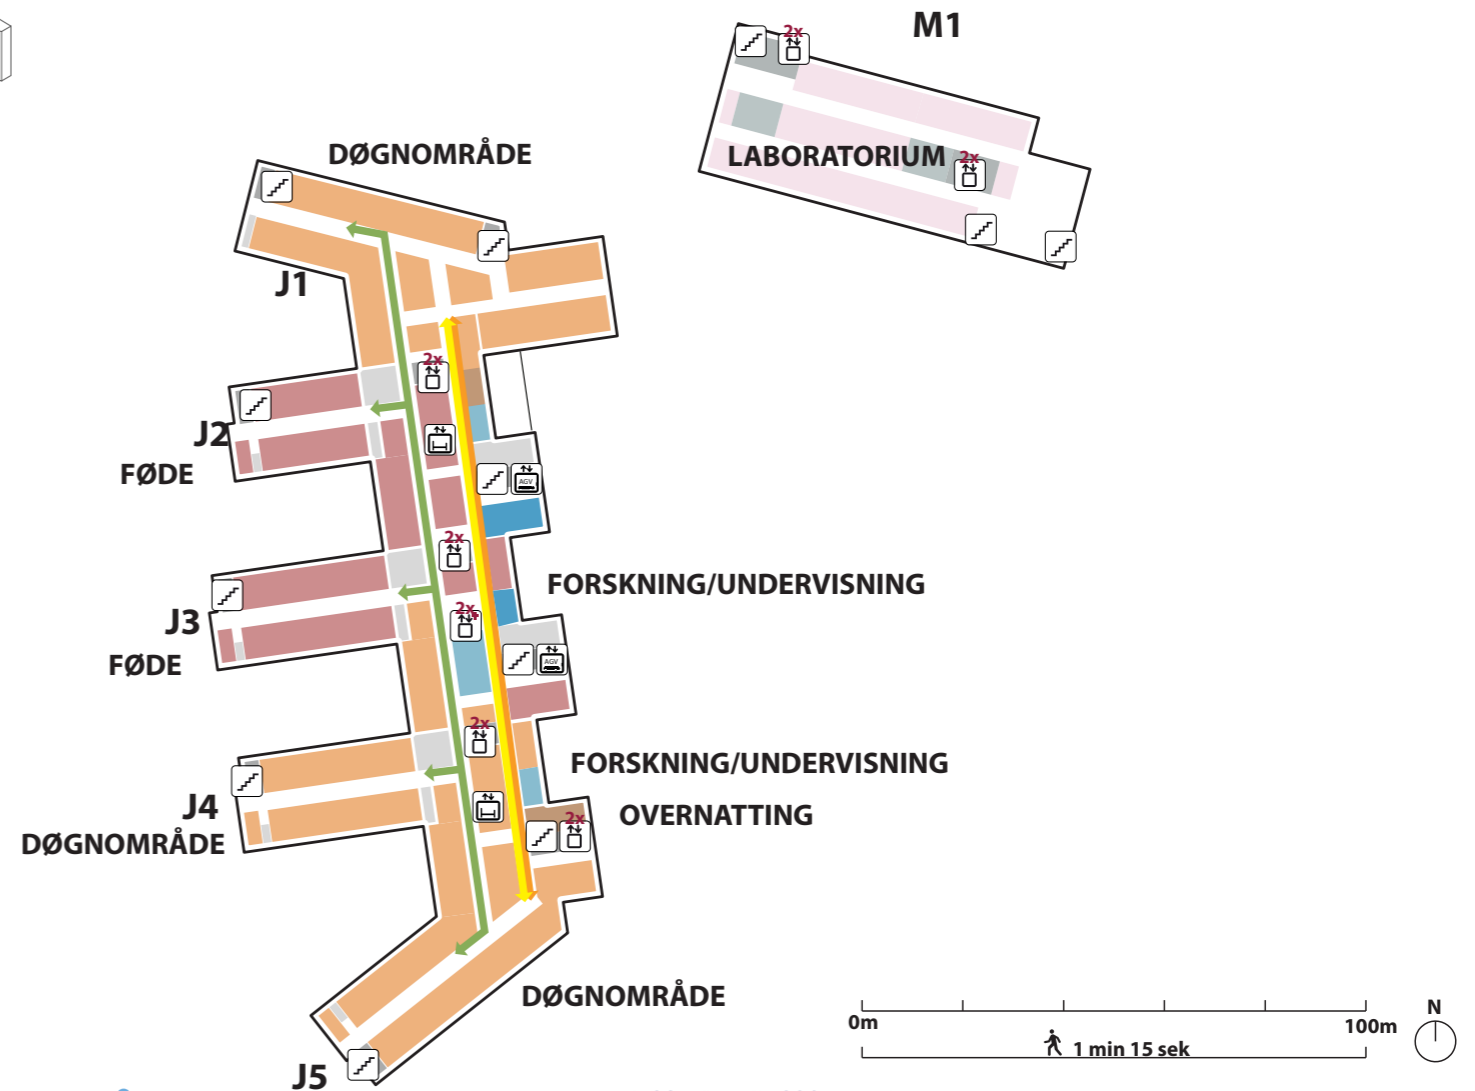 M1
2x
DØGNOMRÅDE
LABORATORIUM
2x
J1
2x
J2
FØDE
AGV
2x
FORSKNING/UNDERVISNING
2x
J3
FØDE
AGV
2x
FORSKNING/UNDERVISNING
J4
OVERNATTING
2x
DØGNOMRÅDE
DØGNOMRÅDE
N
0m
100m
1 min 15 sek
J5